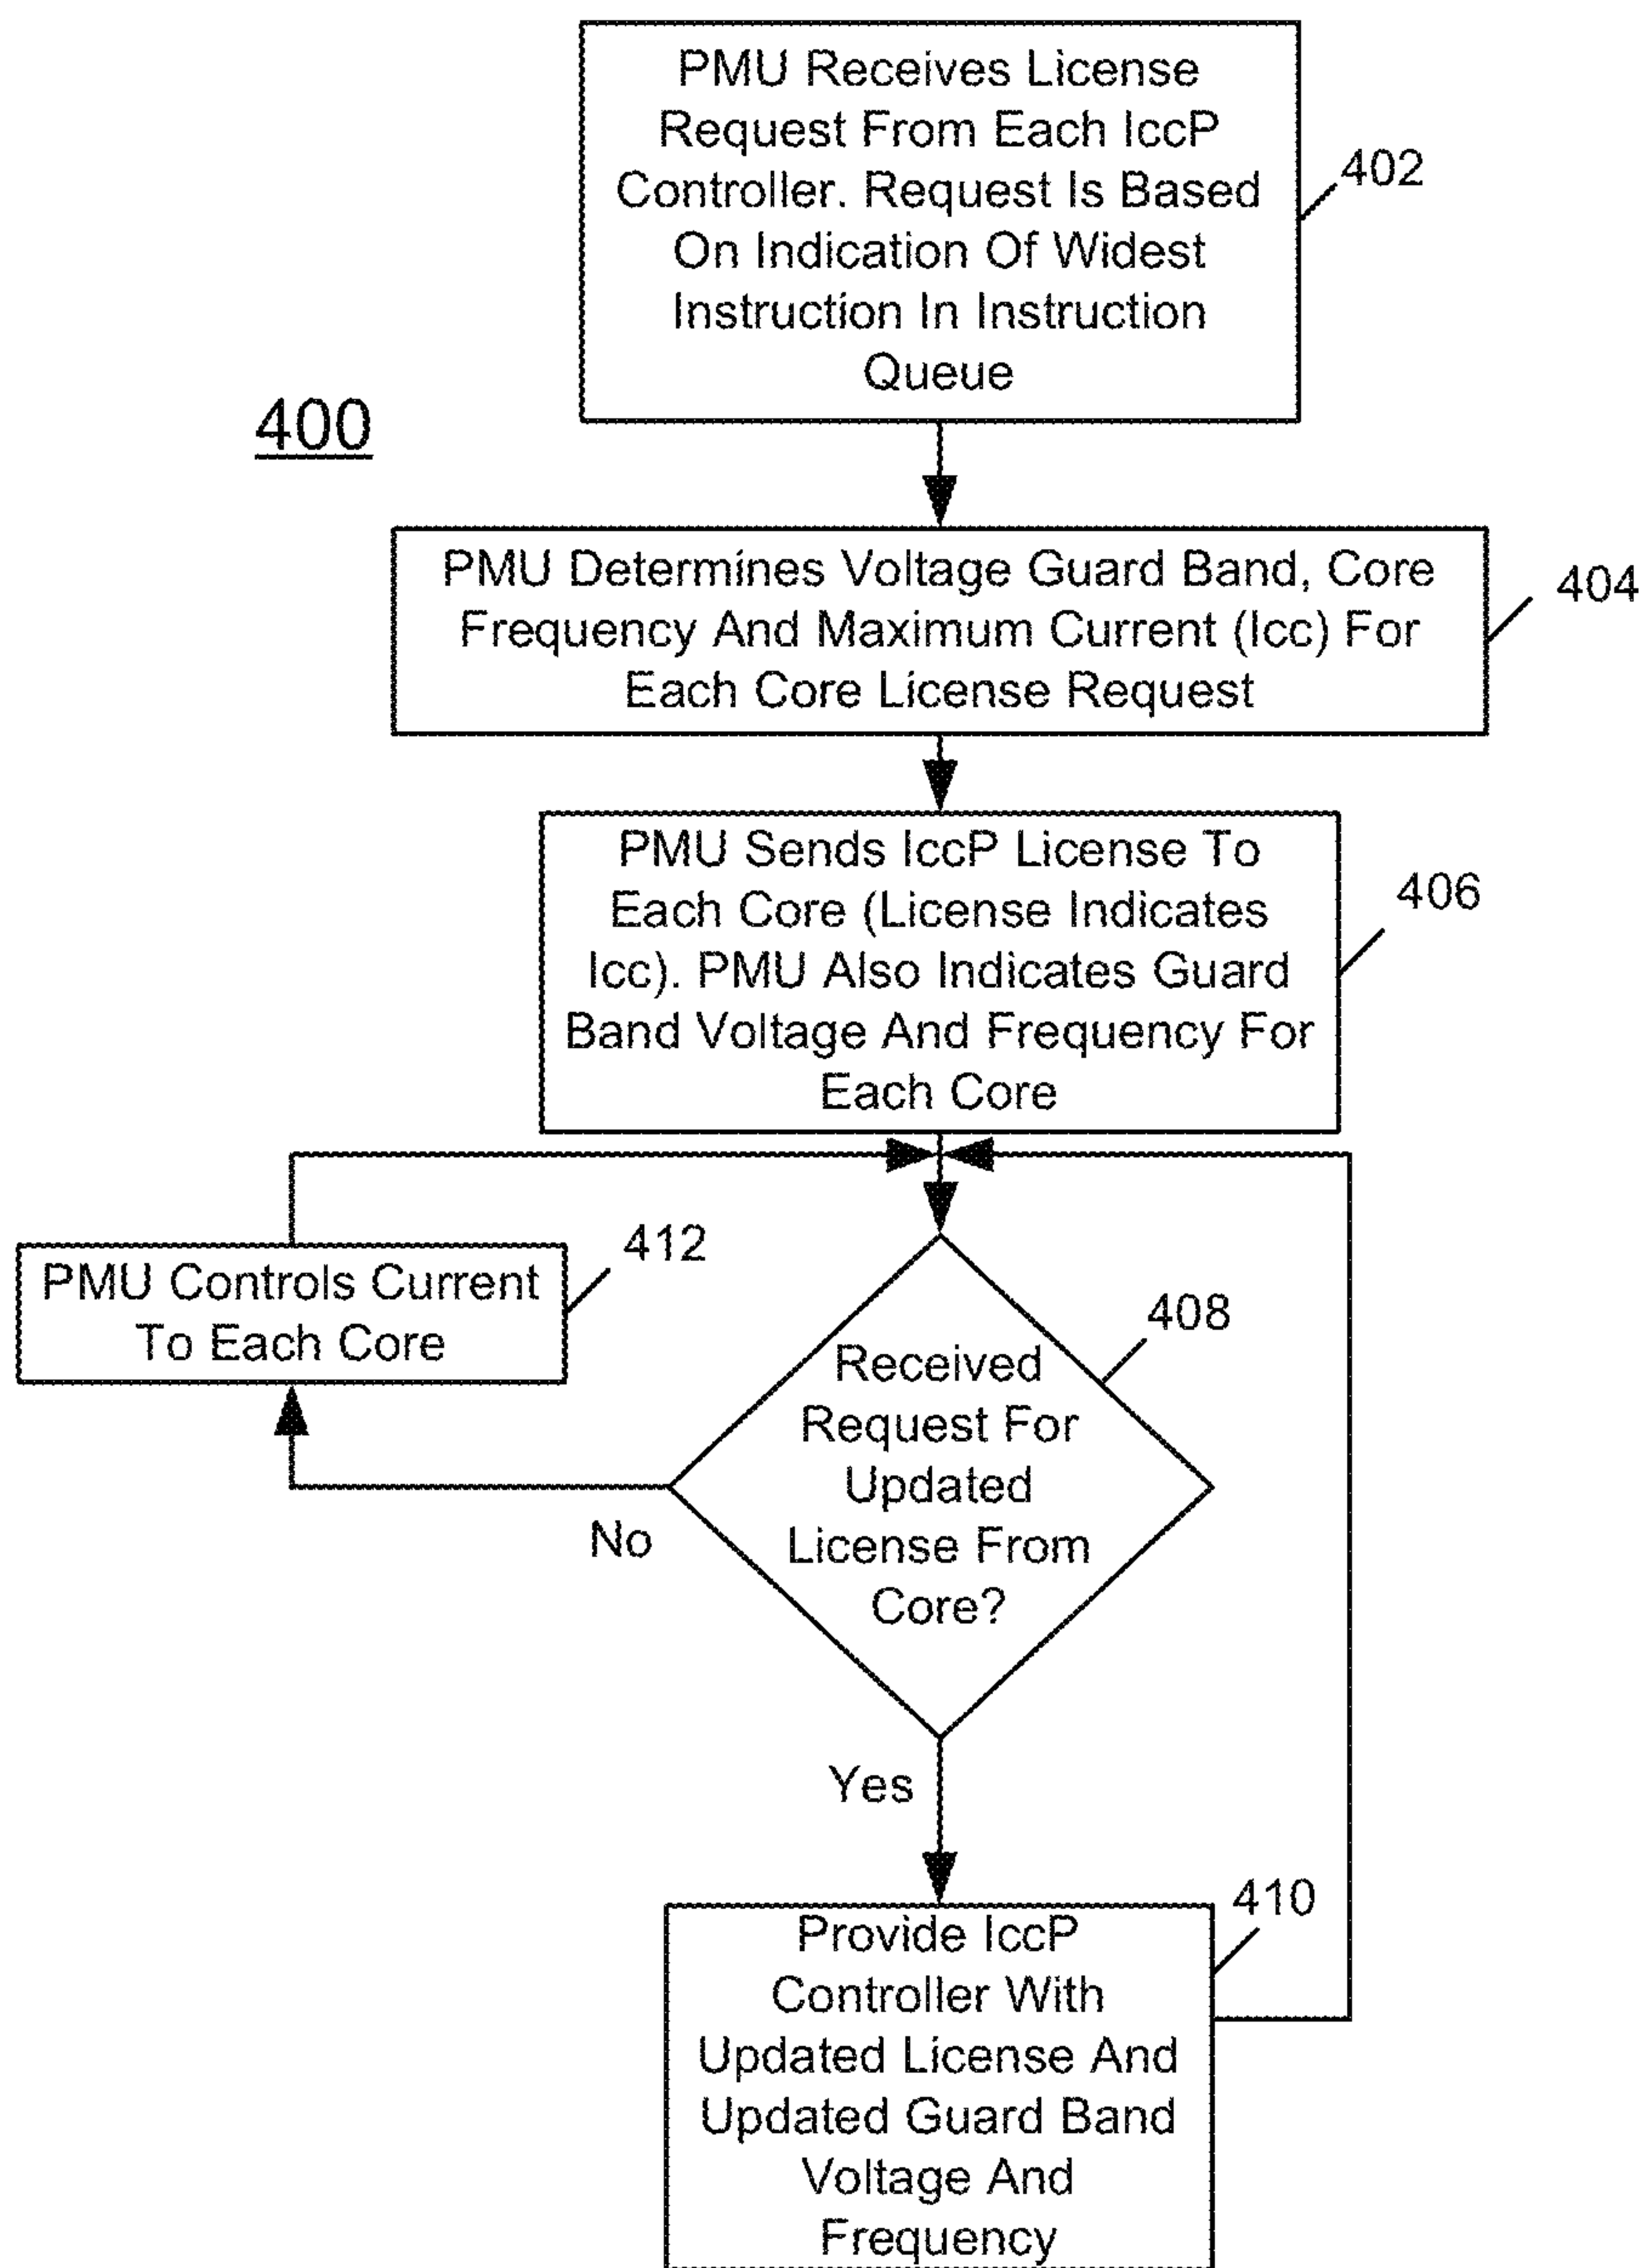 PMU Receives License
Request From Each IccP
Controller. Request Is Based
On Indication Of Widest
Instruction In Instruction
Queue
402
400
PMU Determines Voltage Guard Band, Core
Frequency And Maximum Current (Icc) For
Each Core License Request
404
PMU Sends IccP License To
Each Core (License Indicates
Icc). PMU Also Indicates Guard
Band Voltage And Frequency For
Each Core
406
PMU Controls Current
To Each Core
412
Received
Request For
Updated
License From
Core?
408
No
Yes
Provide IccP
Controller With
Updated License And
Updated Guard Band
Voltage And
Frequency
410